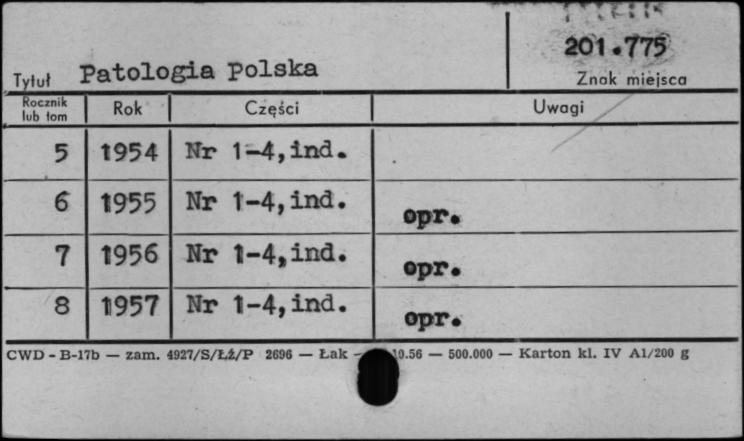 201.775
Tytuł Patologia Polska Znak miejsca
Rocznik lub tom Rok Części Uwagi
5 1954 Nr 1-4,ind.
6 1955 Nr 1-4,ind. opr.
7 1956 Nr 1-4,ind. opr.
8 1957 Nr 1-4,ind. opr.
CWD - B-17b — zam. 4927/S/ŁŻ/P 2696 — Łak — 10.56 — 500.000 — Karton kl. IV A1/200 g